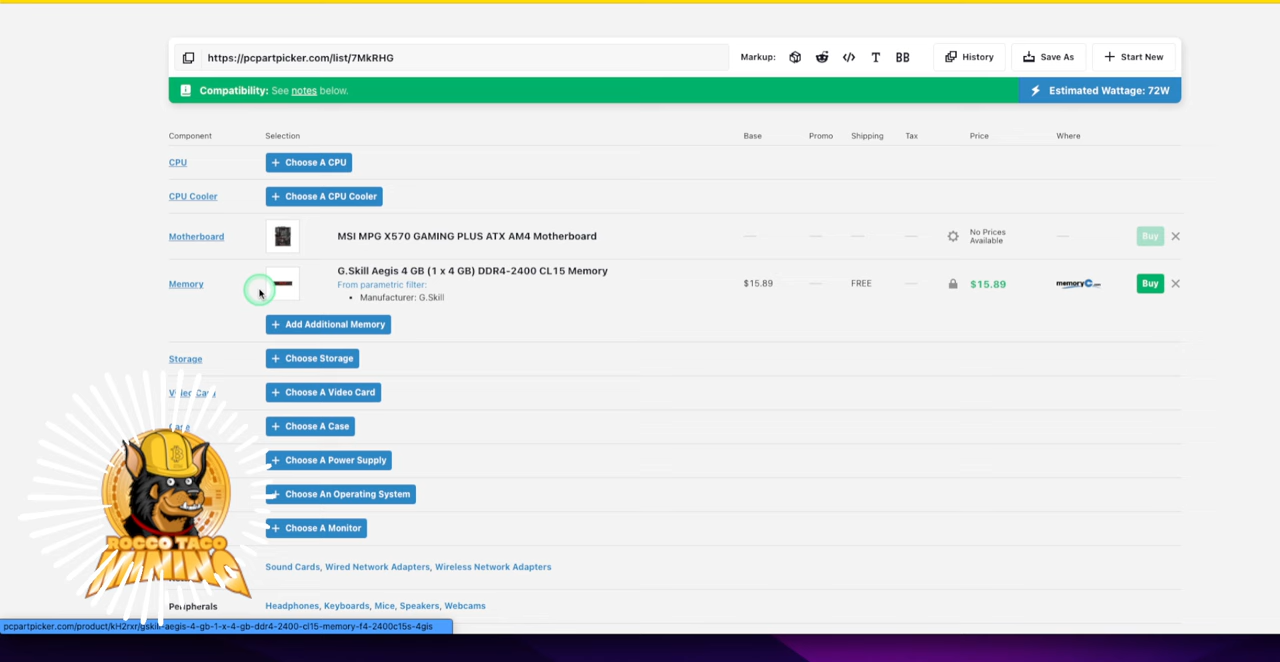 https://pcpartpicker.com/list/7MkRHG Markup: T BB History Save As + Start New
Compatibility: See notes below. Estimated Wattage: 72W
Component Selection Base Promo Shipping Tax Price Where
CPU + Choose A CPU
CPU Cooler + Choose A CPU Cooler
Motherboard MSI MPG X570 GAMING PLUS ATX AM4 Motherboard — — — — No Prices Available — Buy ×
Memory G.Skill Aegis 4 GB (1 x 4 GB) DDR4-2400 CL15 Memory
From parametric filter: $15.89 — FREE — $15.89 memoryC Buy ×
• Manufacturer: G.Skill
+ Add Additional Memory
Storage + Choose Storage
Video Card + Choose A Video Card
Case + Choose A Case
+ Choose A Power Supply
+ Choose An Operating System
+ Choose A Monitor
ROCCO TACO
MINING
Sound Cards, Wired Network Adapters, Wireless Network Adapters
Peripherals Headphones, Keyboards, Mice, Speakers, Webcams
pcpartpicker.com/product/kH2rxr/gskill-aegis-4-gb-1-x-4-gb-ddr4-2400-cl15-memory-f4-2400c15s-4gis